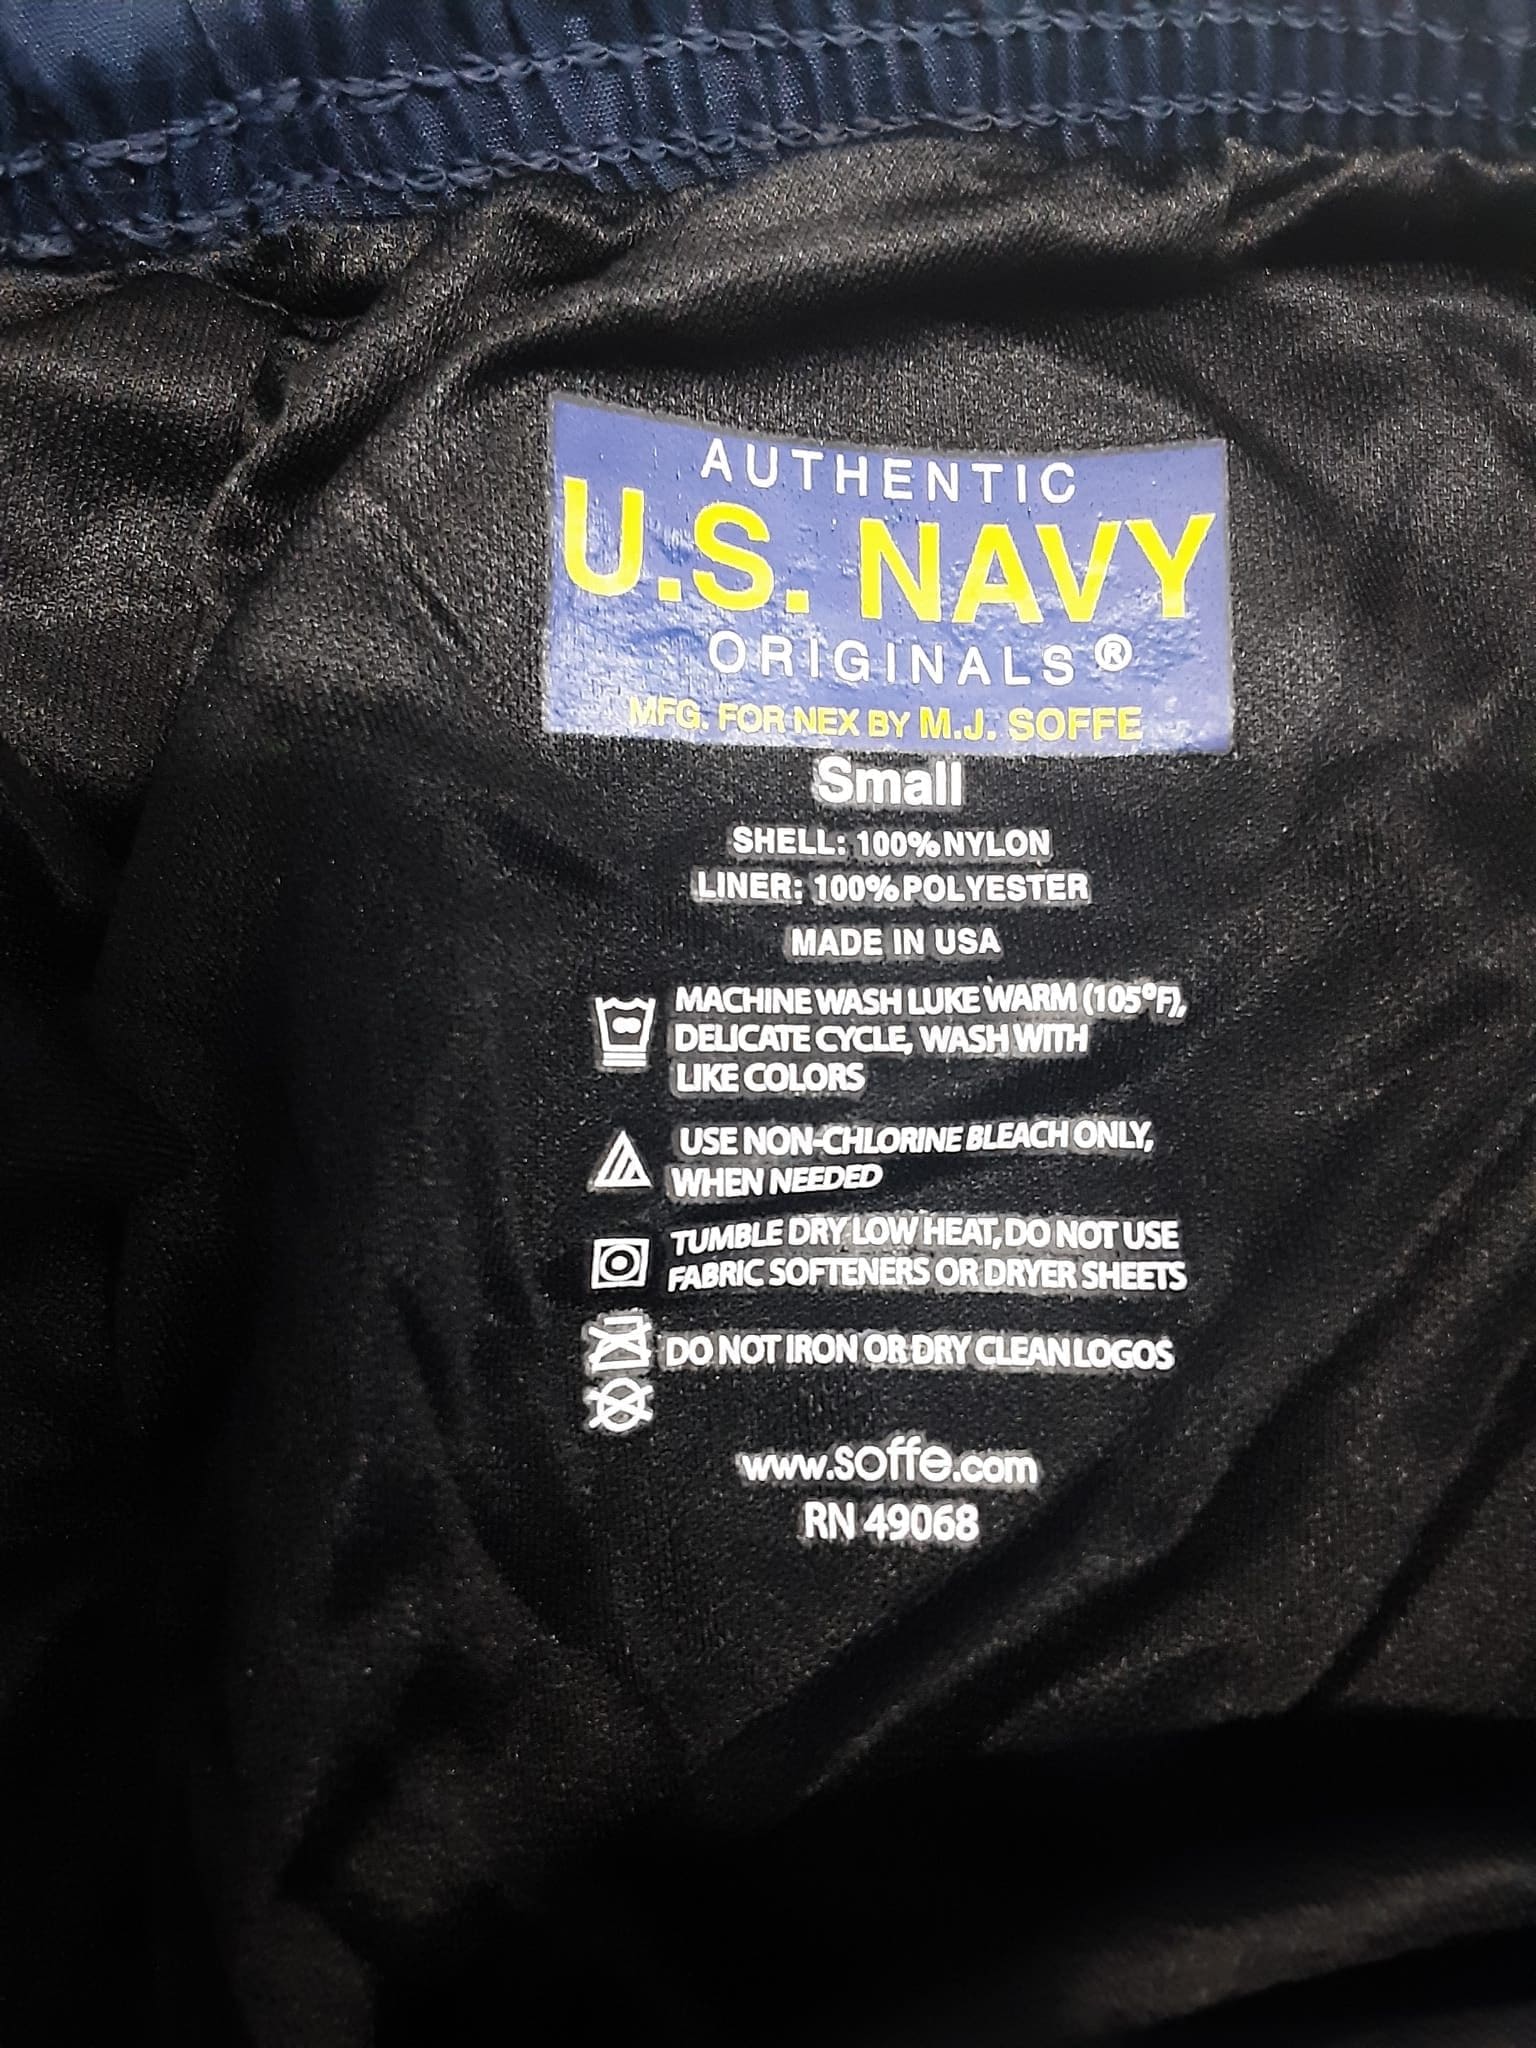 AUTHENTIC
U.S. NAVY
ORIGINALS®
MFG. FOR NEX BY M.J. SOFFE
Small
SHELL: 100% NYLON
LINER: 100% POLYESTER
MADE IN USA
MACHINE WASH LUKE WARM (105°F),
DELICATE CYCLE, WASH WITH
LIKE COLORS
USE NON-CHLORINE BLEACH ONLY,
WHEN NEEDED
TUMBLE DRY LOW HEAT, DO NOT USE
FABRIC SOFTENERS OR DRYER SHEETS
DO NOT IRON OR DRY CLEAN LOGOS
www.soffe.com
RN 49068